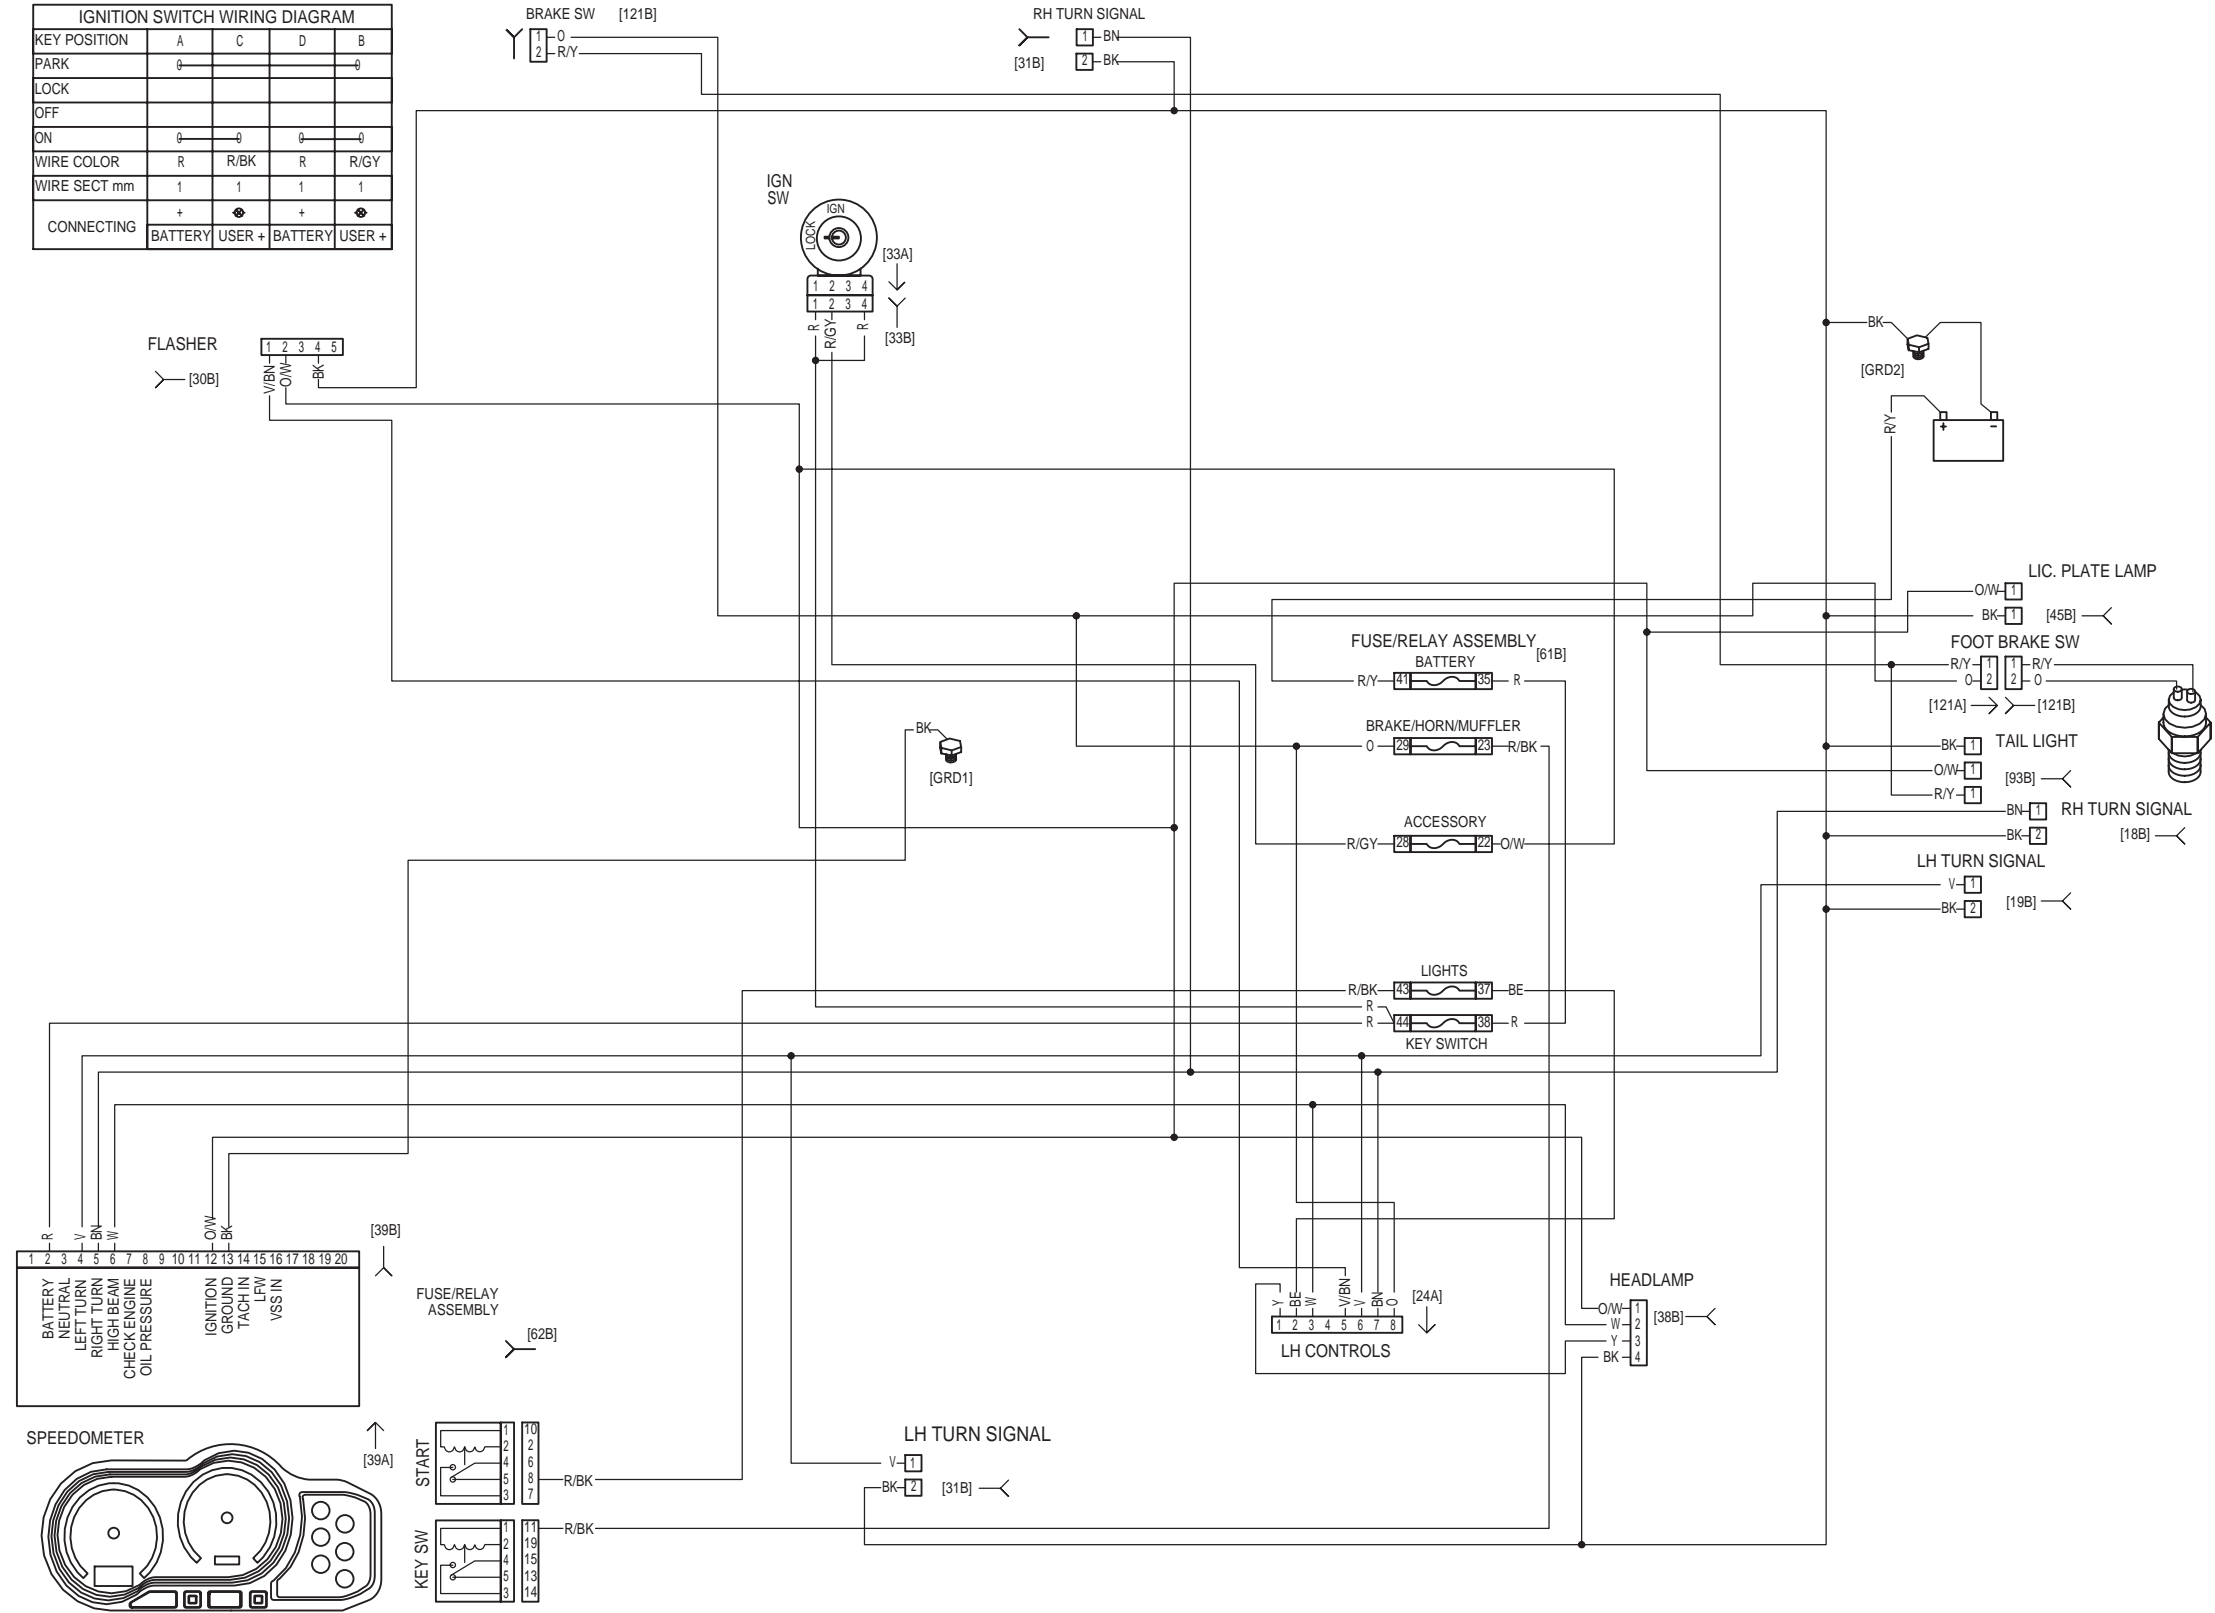 IGNITION SWITCH WIRING DIAGRAM
KEY POSITION A C D B
PARK 0 0
LOCK
OFF
ON 0 0 0 0
WIRE COLOR R R/BK R R/GY
WIRE SECT mm 1 1 1 1
CONNECTING + +
BATTERY USER + BATTERY USER +
BRAKE SW [121B]
1 O
2 R/Y
RH TURN SIGNAL
1 BN
[31B] 2 BK
IGN
SW
IGN
LOCK
[33A]
1 2 3 4
1 2 3 4
R R/GY R
[33B]
FLASHER
1 2 3 4 5
[30B]
V/BN O/W BK
BK
[GRD2]
R/Y
+ -
LIC. PLATE LAMP
O/W 1
BK 1 [45B]
FOOT BRAKE SW
R/Y 1 1 R/Y
O 2 2 O
[121A] [121B]
FUSE/RELAY ASSEMBLY
[61B]
BATTERY
R/Y 41 35 R
BRAKE/HORN/MUFFLER
O 29 23 R/BK
BK
[GRD1]
BK 1 TAIL LIGHT
O/W 1 [93B]
R/Y 1
BN 1 RH TURN SIGNAL
BK 2 [18B]
ACCESSORY
R/GY 28 22 O/W
LH TURN SIGNAL
V 1
BK 2 [19B]
LIGHTS
R/BK 43 37 BE
R
R 44 38 R
KEY SWITCH
R V BN W O/W BK
[39B]
1 2 3 4 5 6 7 8 9 10 11 12 13 14 15 16 17 18 19 20
BATTERY
NEUTRAL
LEFT TURN
RIGHT TURN
HIGH BEAM
CHECK ENGINE
OIL PRESSURE
IGNITION
GROUND
TACH IN
LFW
VSS IN
FUSE/RELAY
ASSEMBLY
[62B]
Y BE W V/BN V BN O
[24A]
1 2 3 4 5 6 7 8
LH CONTROLS
HEADLAMP
O/W 1
W 2
Y 3
BK 4
[38B]
SPEEDOMETER
[39A]
START
1 10
2 2
4 6
5 8 R/BK
3 7
KEY SW
1 11 R/BK
2 19
4 15
5 13
3 14
LH TURN SIGNAL
V 1
BK 2 [31B]